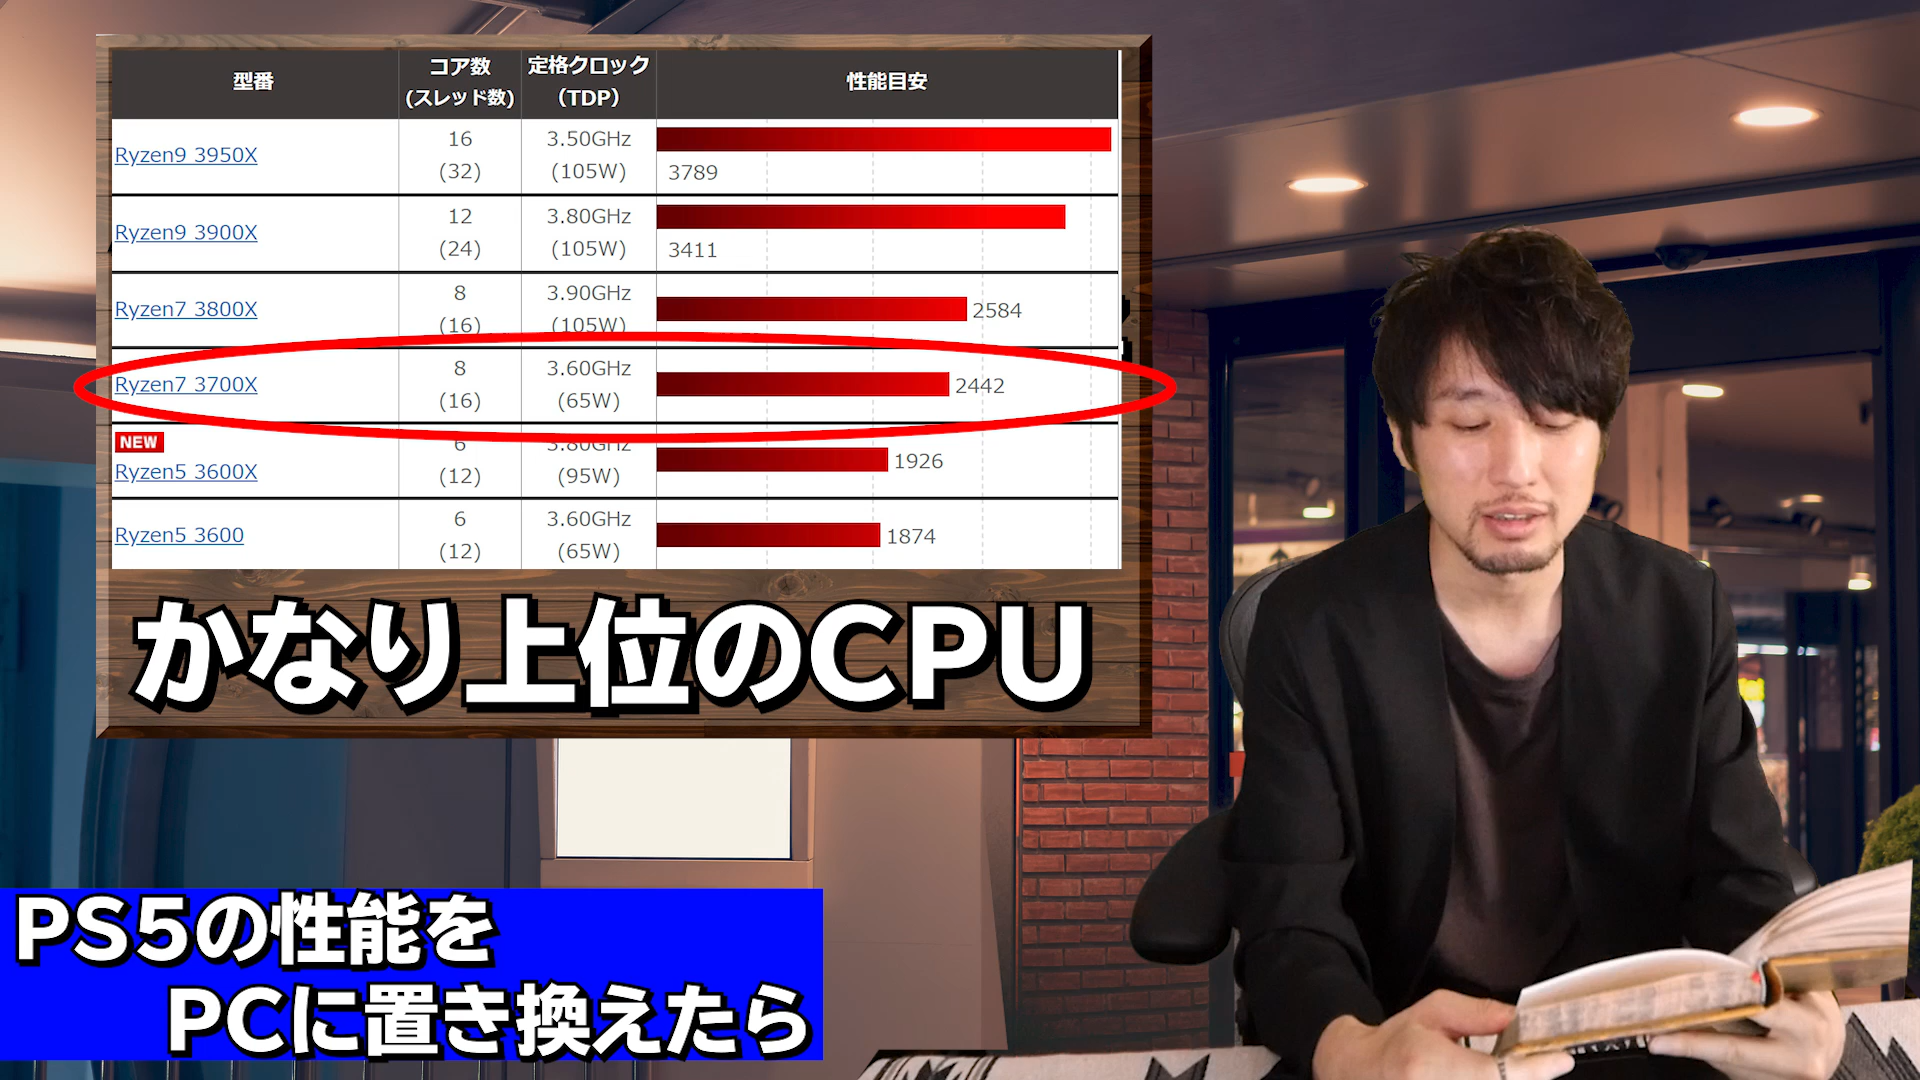 型番 コア数 定格クロック 性能目安
(スレッド数) (TDP)
Ryzen9 3950X 16 3.50GHz
(32) (105W) 3789
Ryzen9 3900X 12 3.80GHz
(24) (105W) 3411
Ryzen7 3800X 8 3.90GHz 2584
(16) (105W)
Ryzen7 3700X 8 3.60GHz 2442
(16) (65W)
NEW 6 3.80GHz 1926
Ryzen5 3600X (12) (95W)
Ryzen5 3600 6 3.60GHz 1874
(12) (65W)
かなり上位のCPU
PS5の性能を
PCに置き換えたら